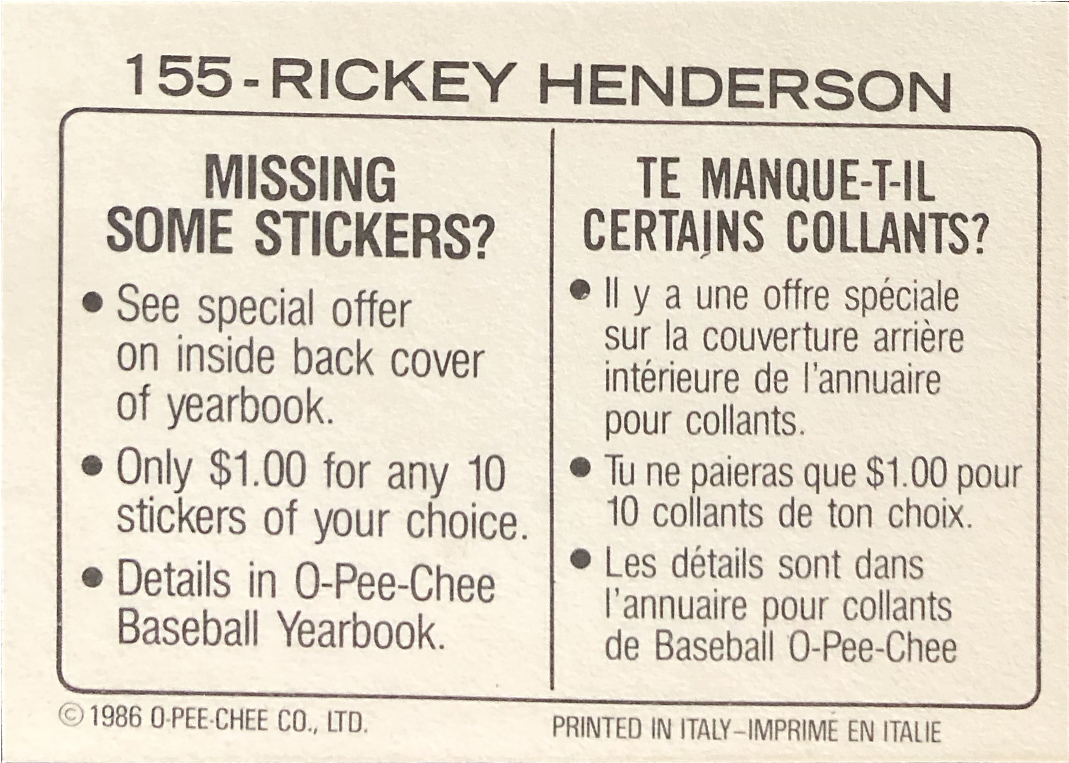 155-RICKEY HENDERSON
MISSING
SOME STICKERS?
• See special offer
on inside back cover
of yearbook.
• Only $1.00 for any 10
stickers of your choice.
• Details in O-Pee-Chee
Baseball Yearbook.
TE MANQUE-T-IL
CERTAINS COLLANTS?
• Il y a une offre spéciale
sur la couverture arrière
intérieure de l'annuaire
pour collants.
• Tu ne paieras que $1.00 pour
10 collants de ton choix.
• Les détails sont dans
l'annuaire pour collants
de Baseball O-Pee-Chee
© 1986 O-PEE-CHEE CO., LTD.
PRINTED IN ITALY–IMPRIMÉ EN ITALIE